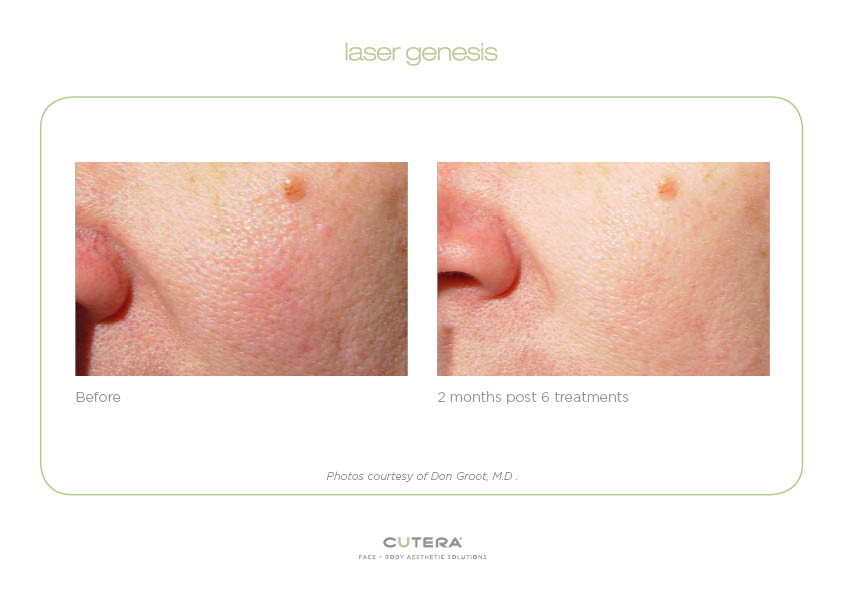 laser genesis
Before
2 months post 6 treatments
Photos courtesy of Don Groot, M.D .
CUTERA
FACE + BODY AESTHETIC SOLUTIONS